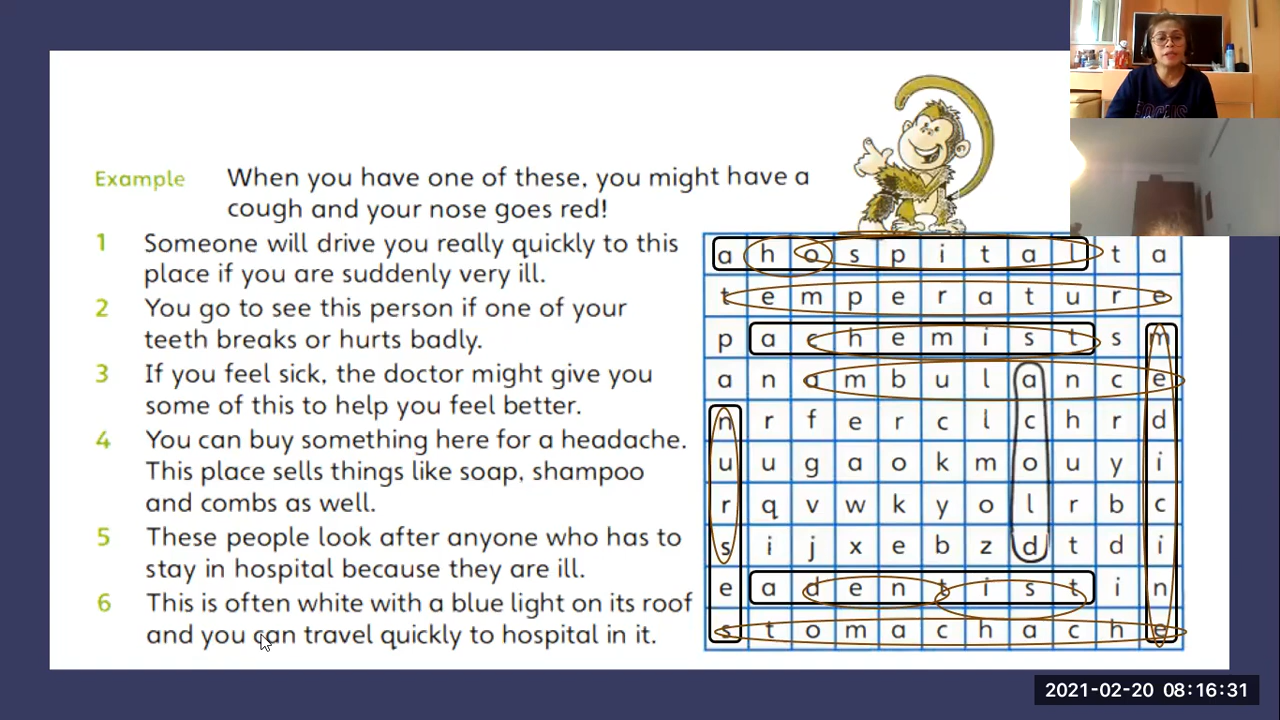 Example When you have one of these, you might have a
cough and your nose goes red!
1 Someone will drive you really quickly to this
place if you are suddenly very ill.
2 You go to see this person if one of your
teeth breaks or hurts badly.
3 If you feel sick, the doctor might give you
some of this to help you feel better.
4 You can buy something here for a headache.
This place sells things like soap, shampoo
and combs as well.
5 These people look after anyone who has to
stay in hospital because they are ill.
6 This is often white with a blue light on its roof
and you can travel quickly to hospital in it.
a h o s p i t a l t a
t e m p e r a t u r e
p a c h e m i s t s m
a n a m b u l a n c e
n r f e r c l c h r d
u u g a o k m o u y i
r q v w k y o l r b c
s i j x e b z d t d i
e a d e n t i s t i n
s t o m a c h a c h e
2021-02-20 08:16:31